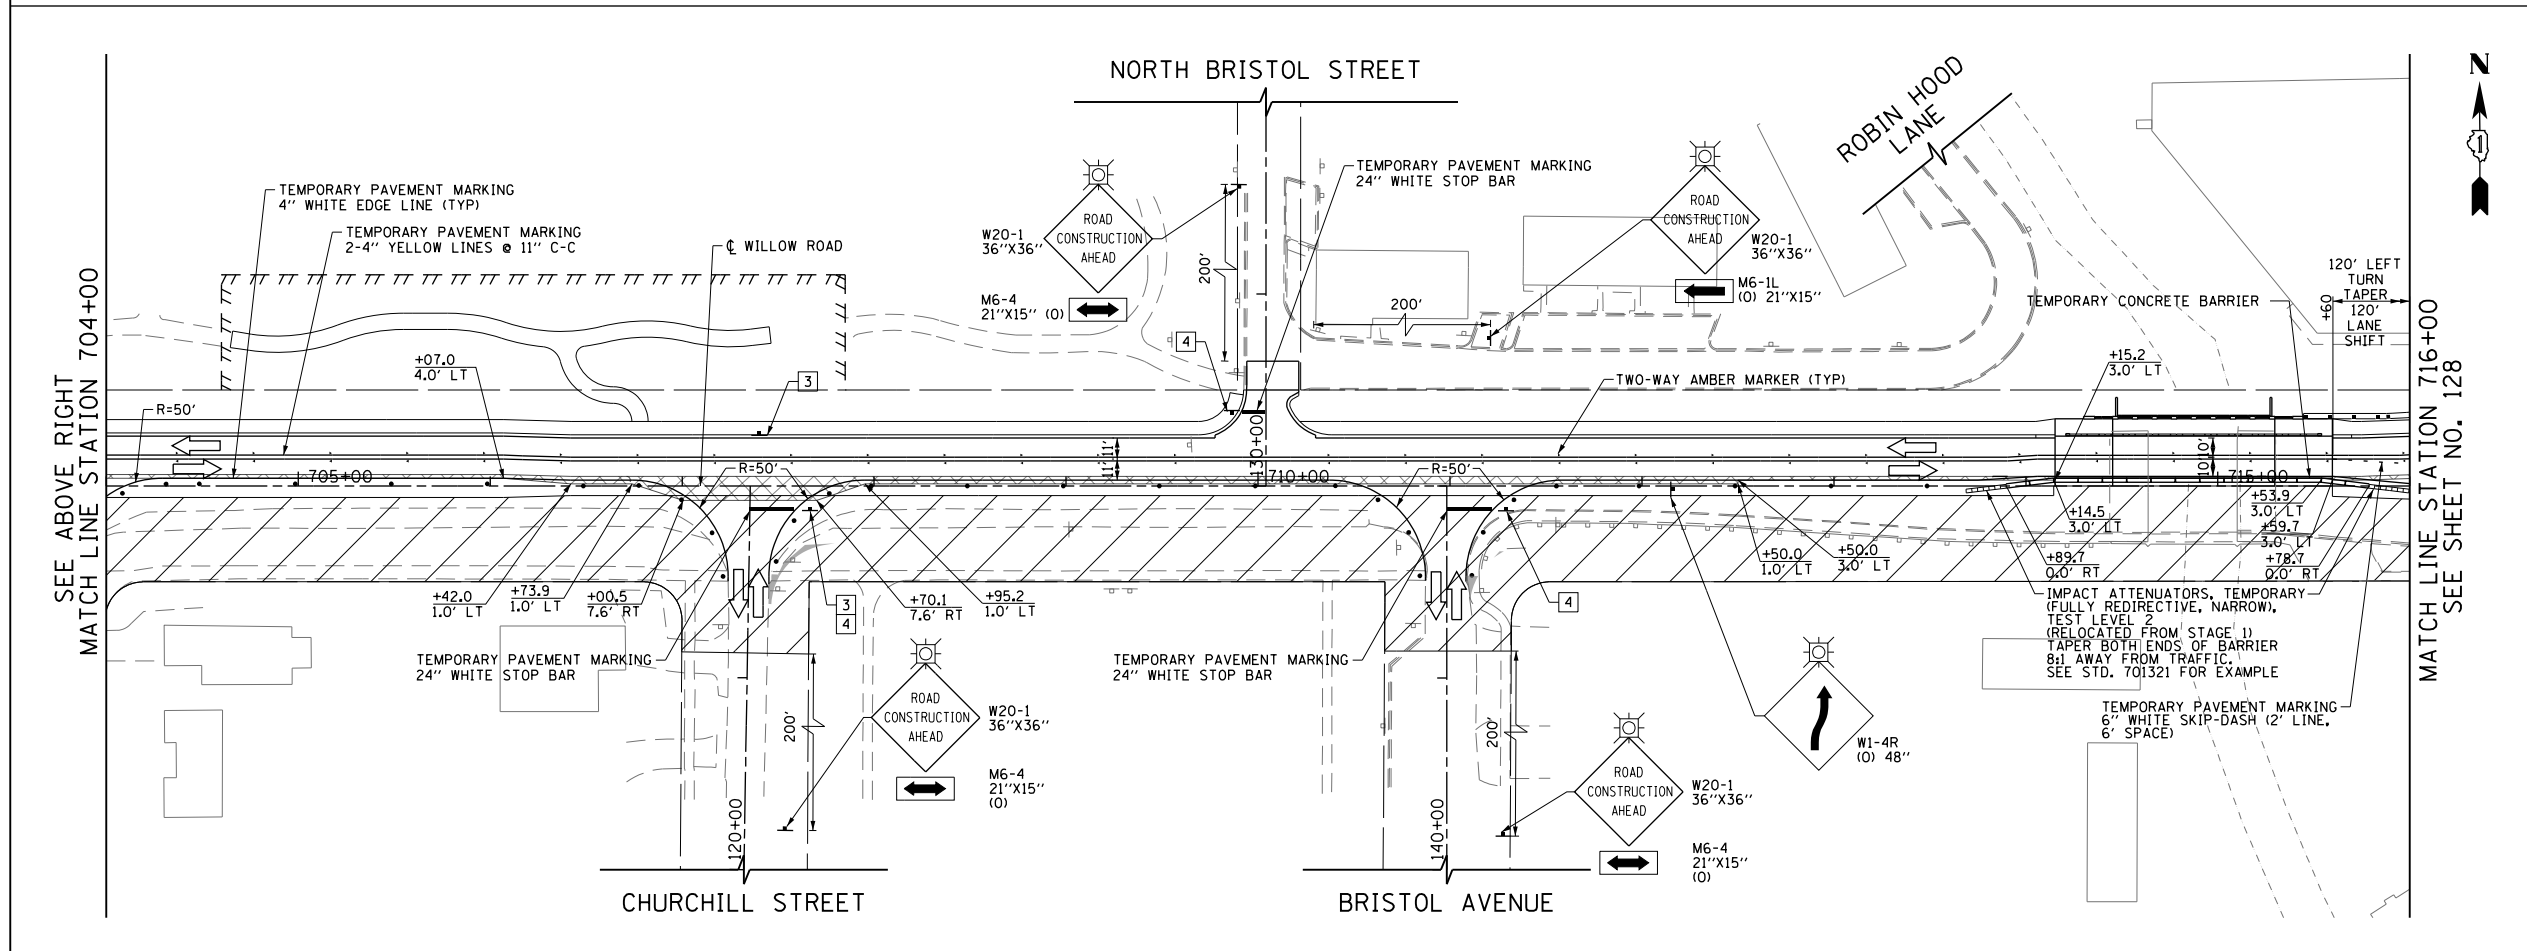 NORTH BRISTOL STREET
ROBIN HOOD
LANE
N
1
TEMPORARY PAVEMENT MARKING
4" WHITE EDGE LINE (TYP)
TEMPORARY PAVEMENT MARKING
2-4" YELLOW LINES @ 11" C-C
℄ WILLOW ROAD
ROAD
CONSTRUCTION
AHEAD
W20-1
36"X36"
M6-4
21"X15" (O)
200'
TEMPORARY PAVEMENT MARKING
24" WHITE STOP BAR
ROAD
CONSTRUCTION
AHEAD
W20-1
36"X36"
M6-1L
(O) 21"X15"
200'
TEMPORARY CONCRETE BARRIER
120' LEFT
TURN
TAPER
120'
LANE
SHIFT
+60
SEE ABOVE RIGHT
MATCH LINE STATION 704+00
MATCH LINE STATION 716+00
SEE SHEET NO. 128
4
3
+07.0
4.0' LT
+15.2
3.0' LT
TWO-WAY AMBER MARKER (TYP)
R=50'
705+00
R=50'
11'
11'
130+00
710+00
R=50'
10'
10'
715+00
+14.5
3.0' LT
+53.9
3.0' LT
+59.7
3.0' LT
+89.7
0.0' RT
+78.7
0.0' RT
+50.0
1.0' LT
+50.0
3.0' LT
+42.0
1.0' LT
+73.9
1.0' LT
+00.5
7.6' RT
3
4
+70.1
7.6' RT
+95.2
1.0' LT
4
IMPACT ATTENUATORS, TEMPORARY
(FULLY REDIRECTIVE, NARROW),
TEST LEVEL 2
(RELOCATED FROM STAGE 1)
TAPER BOTH ENDS OF BARRIER
8:1 AWAY FROM TRAFFIC.
SEE STD. 701321 FOR EXAMPLE
TEMPORARY PAVEMENT MARKING
24" WHITE STOP BAR
TEMPORARY PAVEMENT MARKING
24" WHITE STOP BAR
TEMPORARY PAVEMENT MARKING
6" WHITE SKIP-DASH (2' LINE,
6' SPACE)
200'
ROAD
CONSTRUCTION
AHEAD
W20-1
36"X36"
M6-4
21"X15"
(O)
200'
ROAD
CONSTRUCTION
AHEAD
W20-1
36"X36"
M6-4
21"X15"
(O)
W1-4R
(O) 48"
120+00
140+00
CHURCHILL STREET
BRISTOL AVENUE